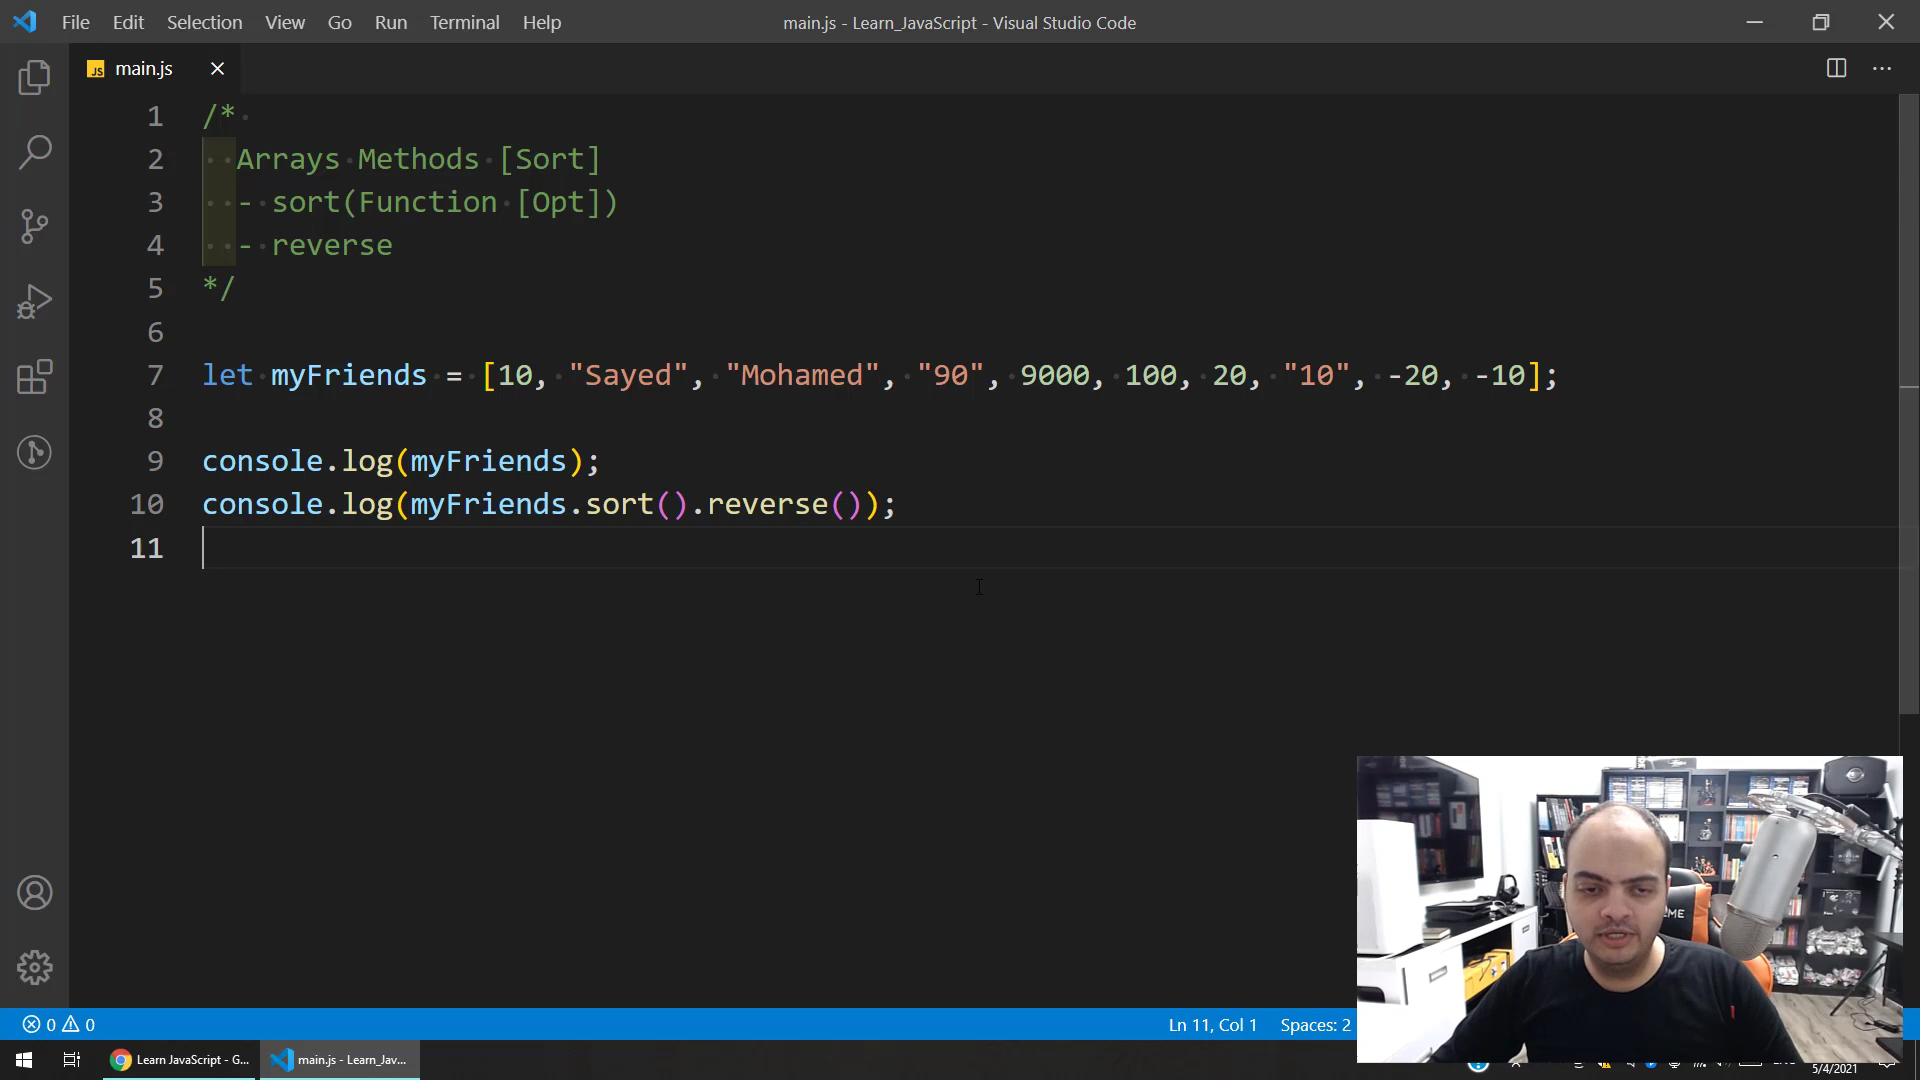 File Edit Selection View Go Run Terminal Help
main.js - Learn_JavaScript - Visual Studio Code
JS main.js
1 /*
2 Arrays Methods [Sort]
3 - sort(Function [Opt])
4 - reverse
5 */
6
7 let myFriends = [10, "Sayed", "Mohamed", "90", 9000, 100, 20, "10", -20, -10];
8
9 console.log(myFriends);
10 console.log(myFriends.sort().reverse());
11
0 0
Ln 11, Col 1 Spaces: 2
Learn JavaScript - G...
main.js - Learn_Jav...
5/4/2021